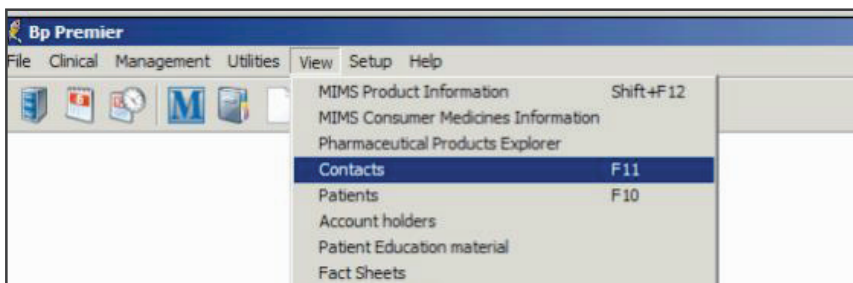 Bp Premier
File Clinical Management Utilities View Setup Help
6
M
MIMS Product Information Shift+F12
MIMS Consumer Medicines Information
Pharmaceutical Products Explorer
Contacts F11
Patients F10
Account holders
Patient Education material
Fact Sheets